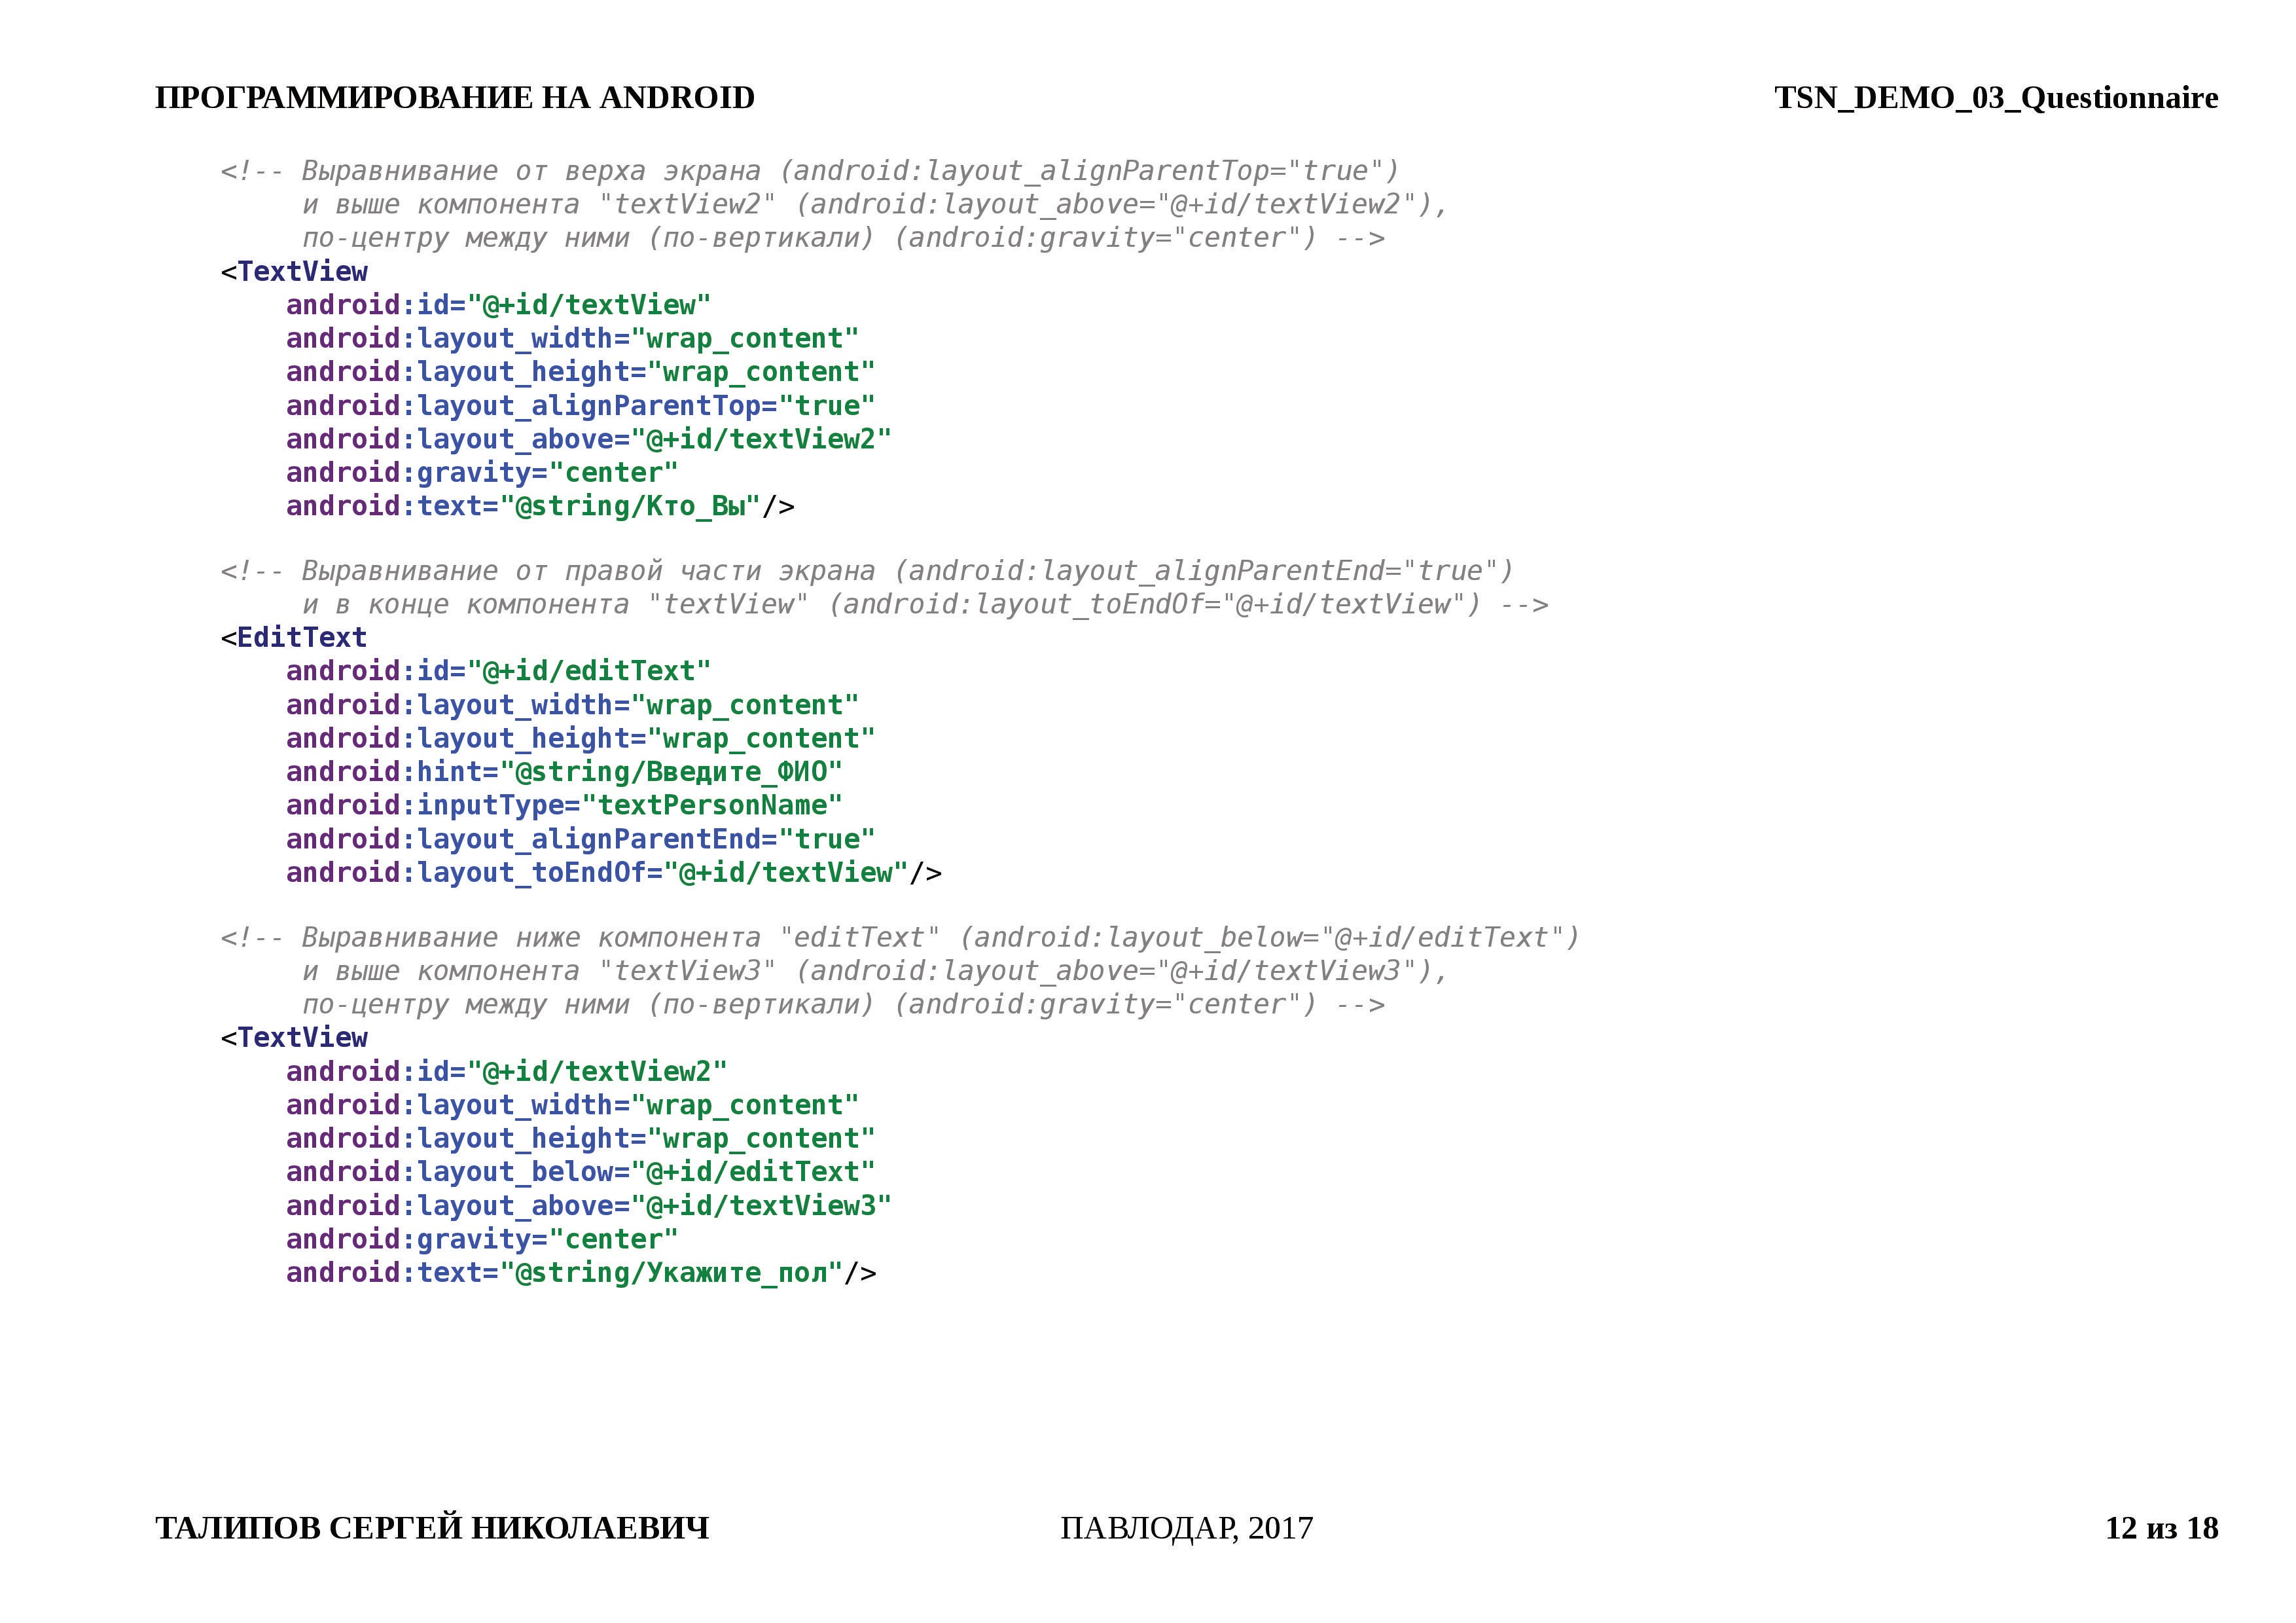 ПРОГРАММИРОВАНИЕ НА ANDROID TSN_DEMO_03_Questionnaire
<!-- Выравнивание от верха экрана (android:layout_alignParentTop="true")
и выше компонента "textView2" (android:layout_above="@+id/textView2"),
по-центру между ними (по-вертикали) (android:gravity="center") -->
<TextView
android:id="@+id/textView"
android:layout_width="wrap_content"
android:layout_height="wrap_content"
android:layout_alignParentTop="true"
android:layout_above="@+id/textView2"
android:gravity="center"
android:text="@string/Кто_Вы"/>
<!-- Выравнивание от правой части экрана (android:layout_alignParentEnd="true")
и в конце компонента "textView" (android:layout_toEndOf="@+id/textView") -->
<EditText
android:id="@+id/editText"
android:layout_width="wrap_content"
android:layout_height="wrap_content"
android:hint="@string/Введите_ФИО"
android:inputType="textPersonName"
android:layout_alignParentEnd="true"
android:layout_toEndOf="@+id/textView"/>
<!-- Выравнивание ниже компонента "editText" (android:layout_below="@+id/editText")
и выше компонента "textView3" (android:layout_above="@+id/textView3"),
по-центру между ними (по-вертикали) (android:gravity="center") -->
<TextView
android:id="@+id/textView2"
android:layout_width="wrap_content"
android:layout_height="wrap_content"
android:layout_below="@+id/editText"
android:layout_above="@+id/textView3"
android:gravity="center"
android:text="@string/Укажите_пол"/>
ТАЛИПОВ СЕРГЕЙ НИКОЛАЕВИЧ ПАВЛОДАР, 2017 12 из 18